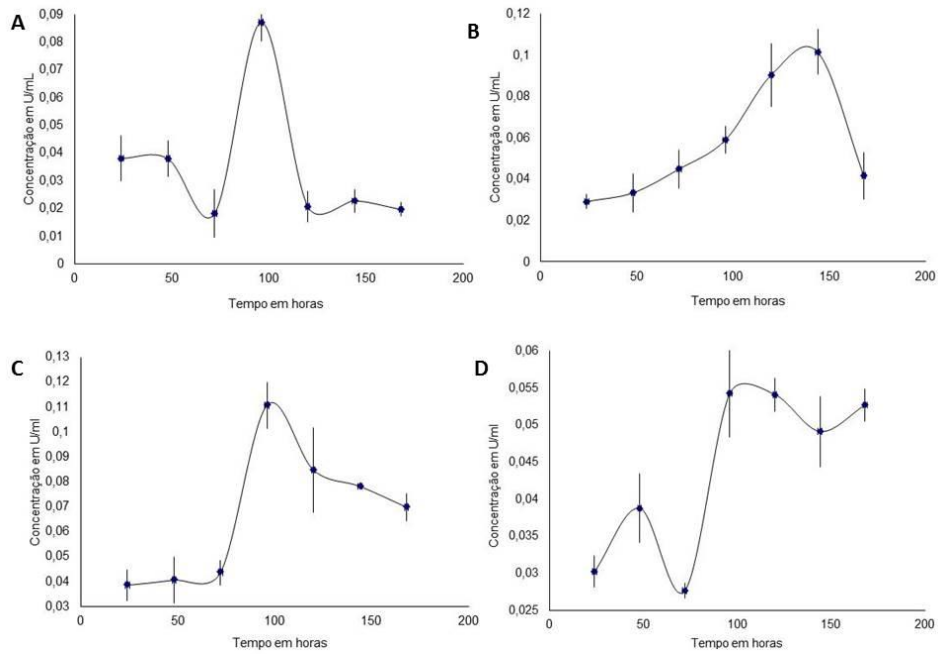 A
Concentração em U/mL
0,09
0,08
0,07
0,06
0,05
0,04
0,03
0,02
0,01
0
0 50 100 150 200
Tempo em horas
B
Concentração em U/mL
0,12
0,1
0,08
0,06
0,04
0,02
0
0 50 100 150 200
Tempo em horas
C
Concentração em U/ml
0,13
0,12
0,11
0,1
0,09
0,08
0,07
0,06
0,05
0,04
0,03
0 50 100 150 200
Tempo em horas
D
Concentração em U/ml
0,06
0,055
0,05
0,045
0,04
0,035
0,03
0,025
0 50 100 150 200
Tempo em horas